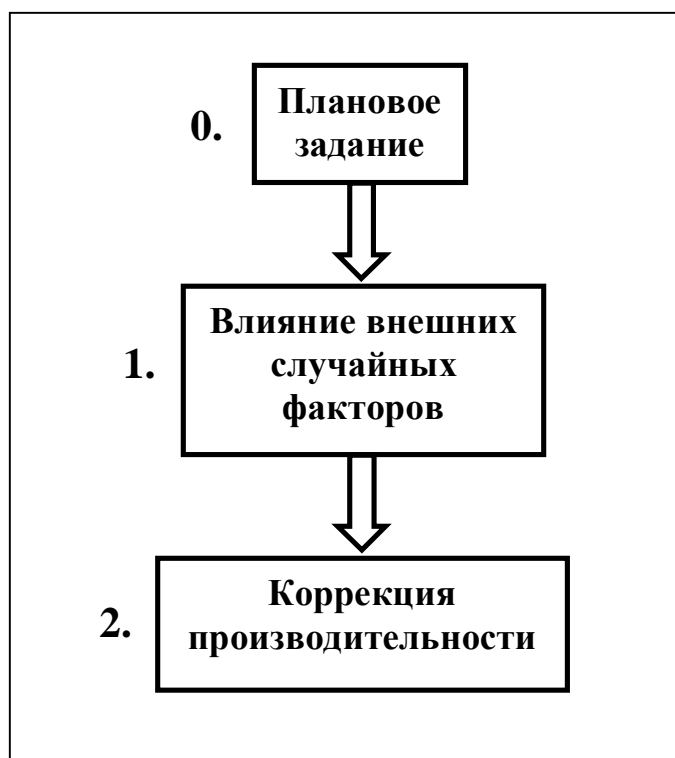 0.
Плановое
задание
1.
Влияние внешних
случайных
факторов
2.
Коррекция
производительности